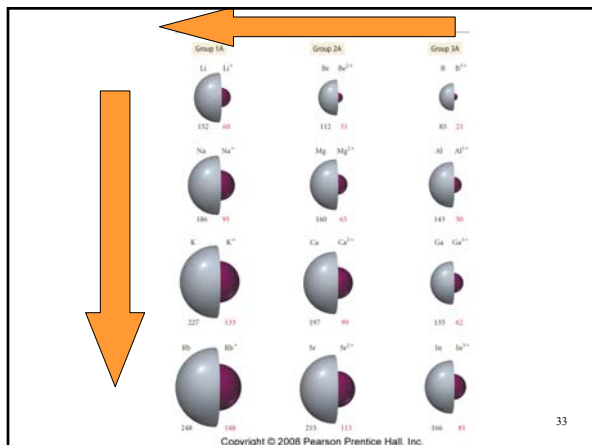 Group 1A Group 2A Group 3A
Li Li⁺ Be Be²⁺ B B³⁺
152 60 112 31 85 23
Na Na⁺ Mg Mg²⁺ Al Al³⁺
186 95 160 65 143 50
K K⁺ Ca Ca²⁺ Ga Ga³⁺
227 133 197 99 135 62
Rb Rb⁺ Sr Sr²⁺ In In³⁺
248 148 215 113 166 81
33
Copyright © 2008 Pearson Prentice Hall, Inc.